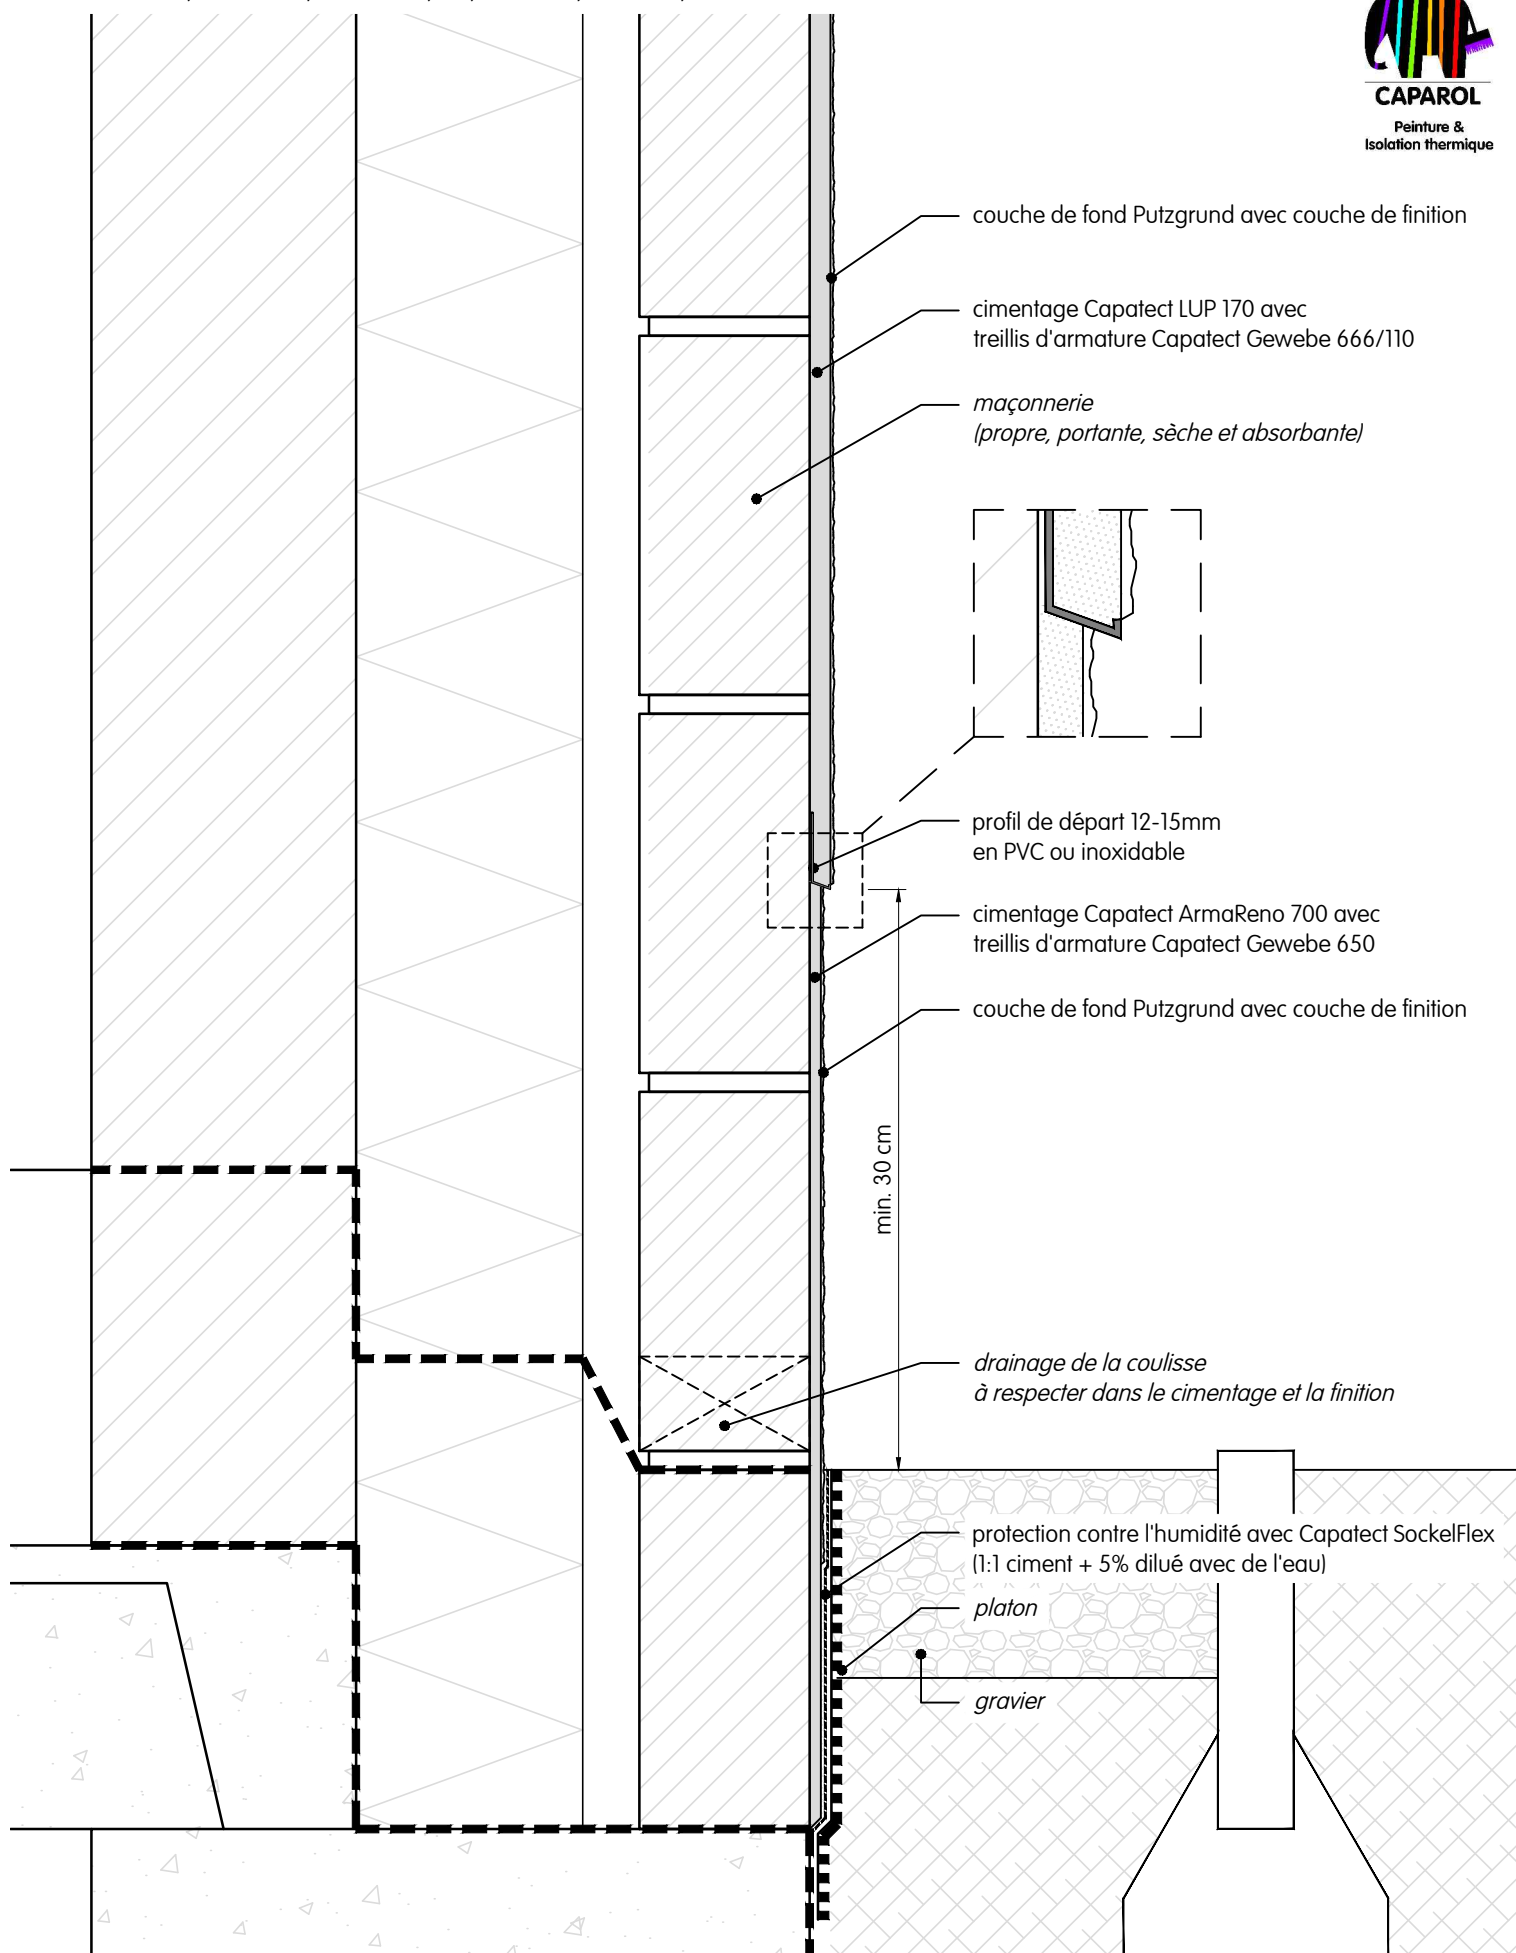 CAPAROL
Peinture &
Isolation thermique
couche de fond Putzgrund avec couche de finition
cimentage Capatect LUP 170 avec
treillis d'armature Capatect Gewebe 666/110
maçonnerie
(propre, portante, sèche et absorbante)
profil de départ 12-15mm
en PVC ou inoxidable
cimentage Capatect ArmaReno 700 avec
treillis d'armature Capatect Gewebe 650
couche de fond Putzgrund avec couche de finition
min. 30 cm
drainage de la coulisse
à respecter dans le cimentage et la finition
protection contre l'humidité avec Capatect SockelFlex
(1:1 ciment + 5% dilué avec de l'eau)
platon
gravier